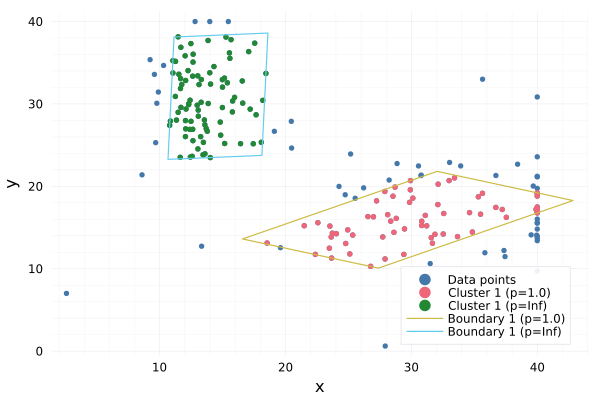 40
30
y
20
10
0
Data points
Cluster 1 (p=1.0)
Cluster 1 (p=Inf)
Boundary 1 (p=1.0)
Boundary 1 (p=Inf)
10
20
30
40
x